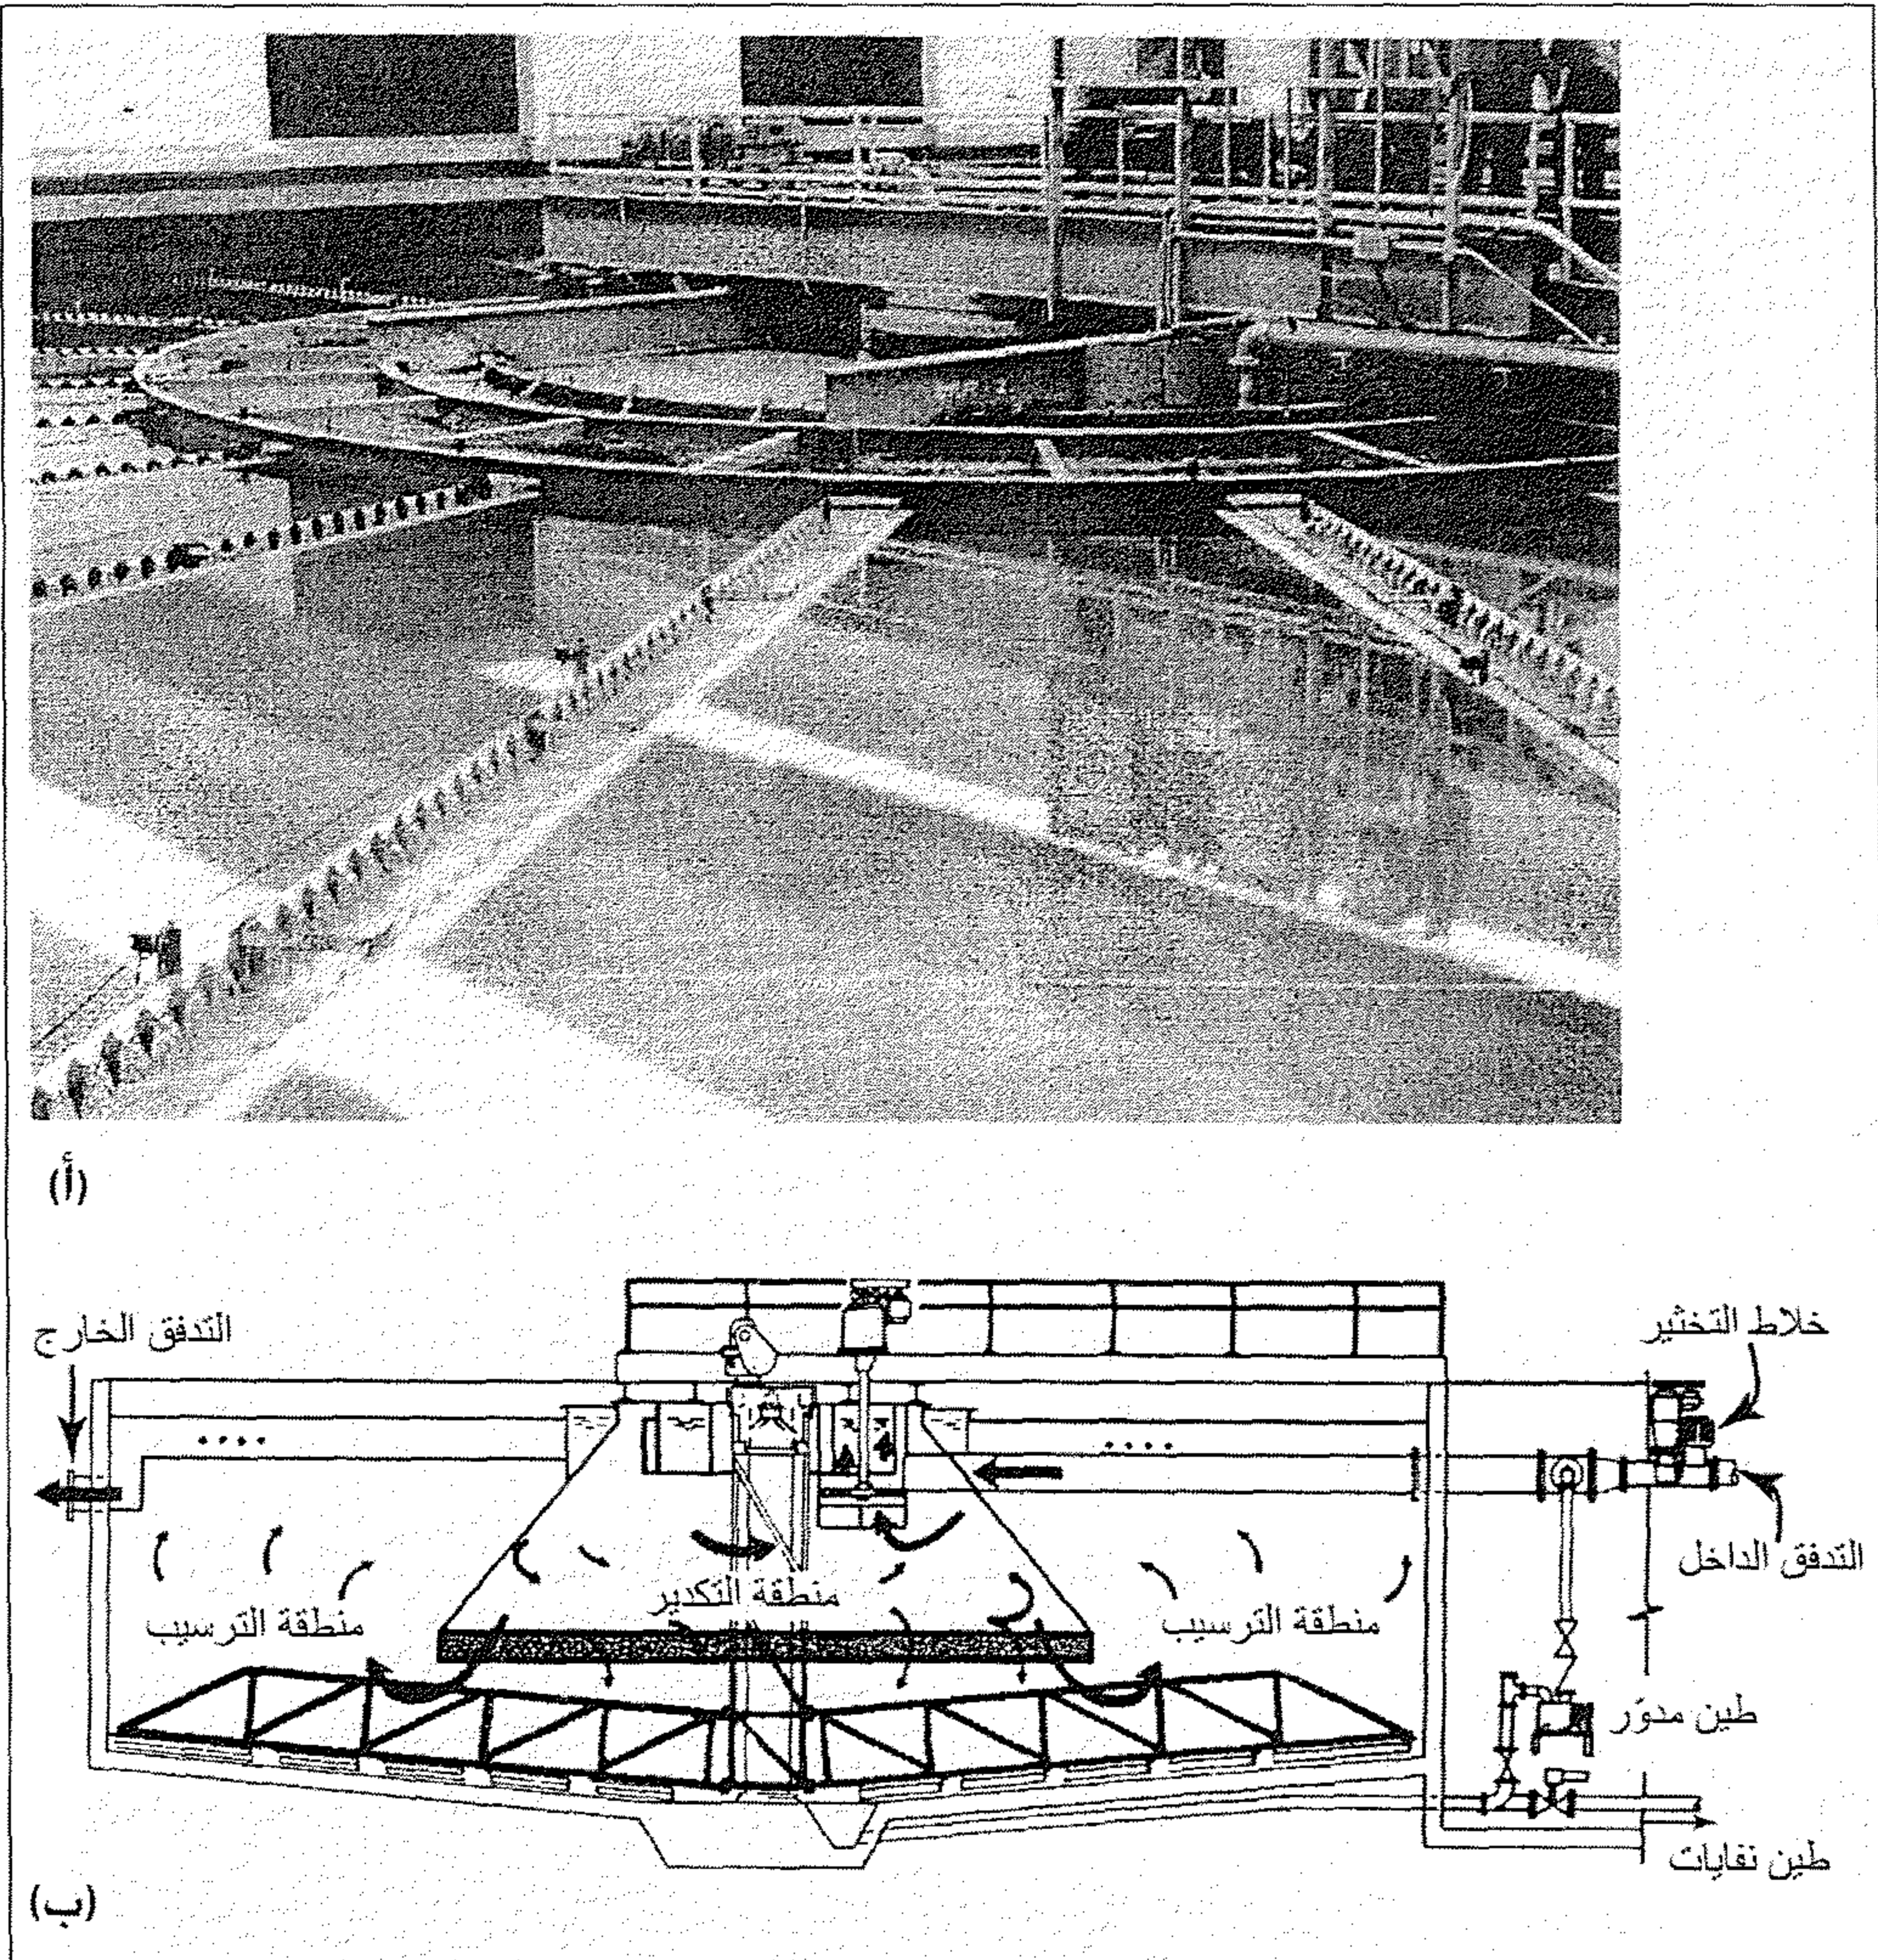 (أ)
التدفق الخارج
خلاط التخثير
التدفق الداخل
منطقة التكدير
منطقة الترسيب
منطقة الترسيب
طين مدوّر
طين نفايات
(ب)